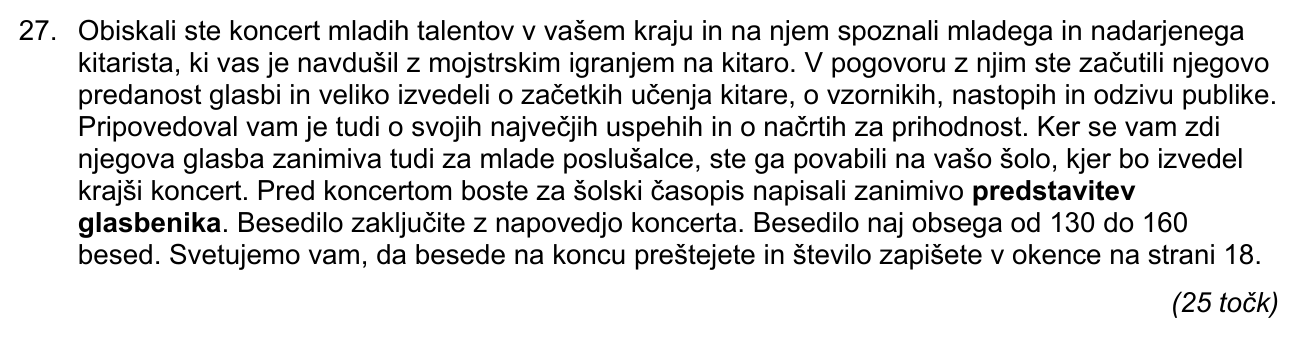 27. Obiskali ste koncert mladih talentov v vašem kraju in na njem spoznali mladega in nadarjenega
kitarista, ki vas je navdušil z mojstrskim igranjem na kitaro. V pogovoru z njim ste začutili njegovo
predanost glasbi in veliko izvedeli o začetkih učenja kitare, o vzornikih, nastopih in odzivu publike.
Pripovedoval vam je tudi o svojih največjih uspehih in o načrtih za prihodnost. Ker se vam zdi
njegova glasba zanimiva tudi za mlade poslušalce, ste ga povabili na vašo šolo, kjer bo izvedel
krajši koncert. Pred koncertom boste za šolski časopis napisali zanimivo predstavitev
glasbenika. Besedilo zaključite z napovedjo koncerta. Besedilo naj obsega od 130 do 160
besed. Svetujemo vam, da besede na koncu preštejete in število zapišete v okence na strani 18.
(25 točk)